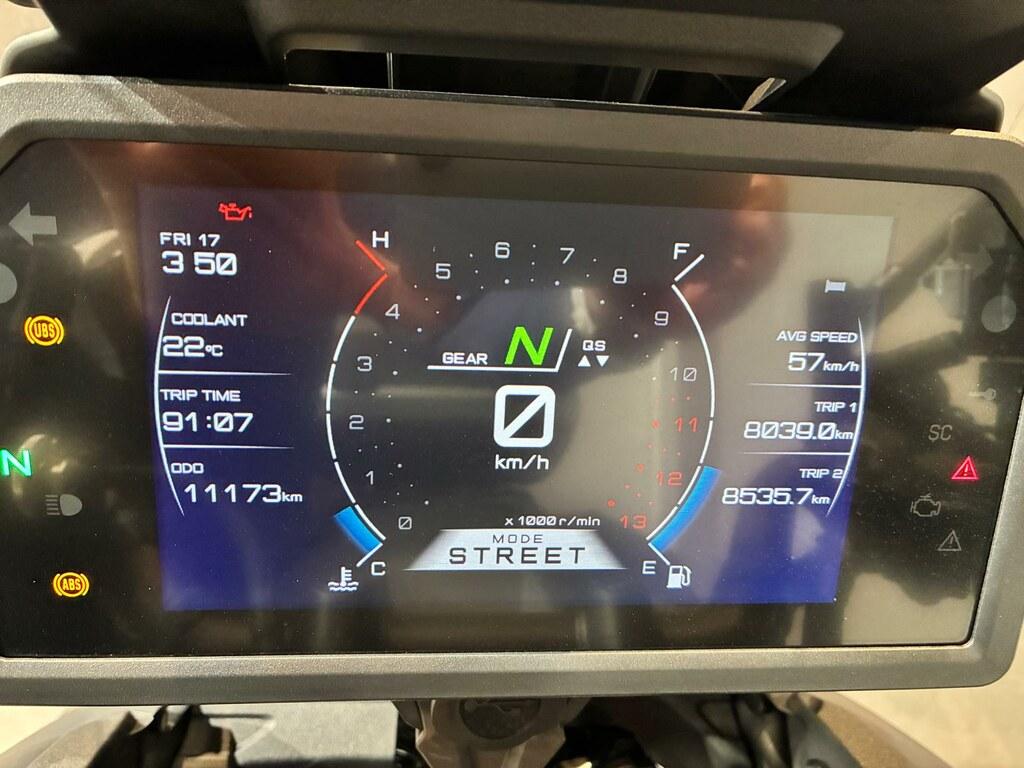 FRI 17
3 50
COOLANT
22°C
TRIP TIME
91:07
ODO
11173km
UBS
N
ABS
H
C
0
1
2
3
4
5
6
7
8
9
10
11
12
13
GEAR N QS
0
km/h
x 1000 r/min
MODE
STREET
F
E
AVG SPEED
57km/h
TRIP 1
8039.0km
TRIP 2
8535.7km
SC